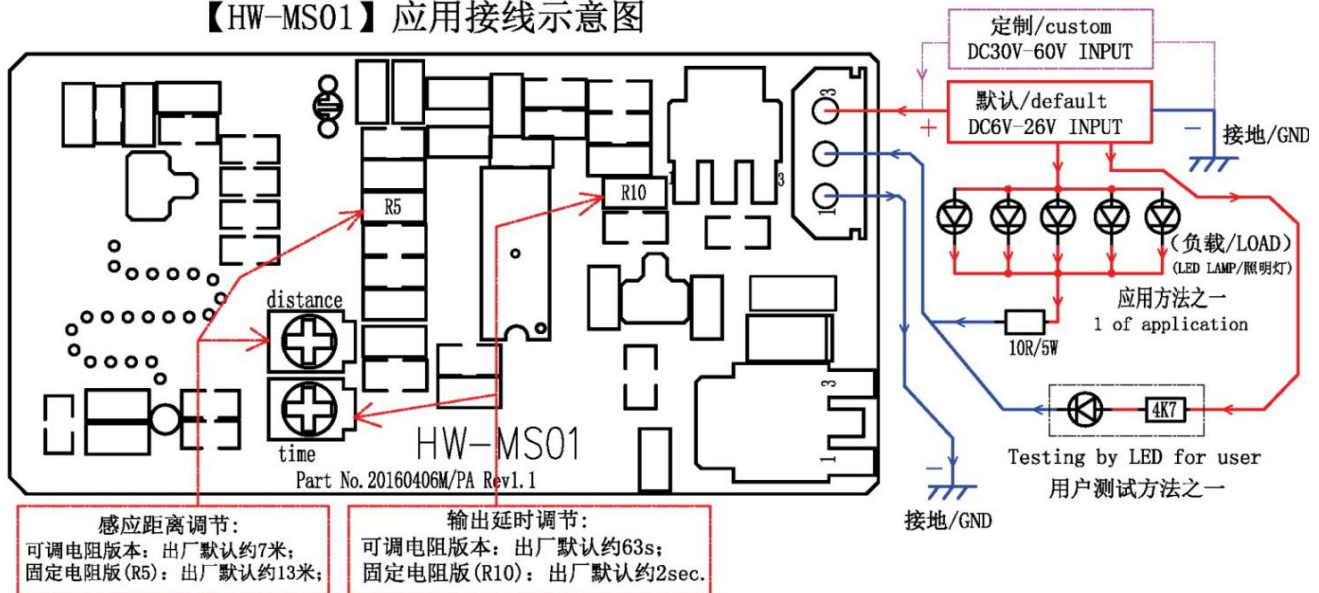 【HW-MS01】应用接线示意图
定制/custom
DC30V-60V INPUT
默认/default
DC6V-26V INPUT
+
−
接地/GND
3
1
1
3
R5
R10
(负载/LOAD)
(LED LAMP/照明灯)
应用方法之一
1 of application
10R/5W
distance
time
3
1
4K7
Testing by LED for user
用户测试方法之一
HW-MS01
Part No.20160406M/PA Rev1.1
−
接地/GND
感应距离调节:
可调电阻版本: 出厂默认约7米;
固定电阻版(R5): 出厂默认约13米;
输出延时调节:
可调电阻版本: 出厂默认约63s;
固定电阻版(R10): 出厂默认约2sec.